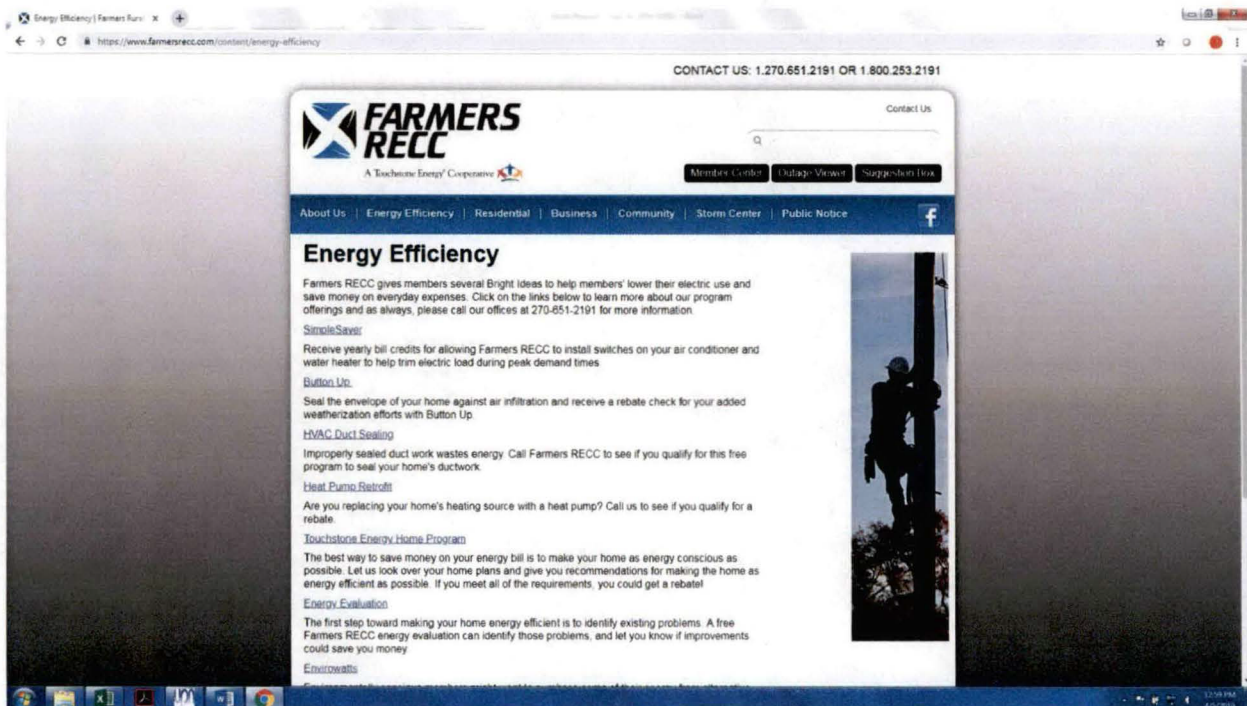 Energy Efficiency | Farmers Rura
https://www.farmersrecc.com/content/energy-efficiency
CONTACT US: 1.270.651.2191 OR 1.800.253.2191
FARMERS
RECC
A Touchstone Energy® Cooperative
Contact Us
Member Center Outage Viewer Suggestion Box
About Us | Energy Efficiency | Residential | Business | Community | Storm Center | Public Notice
f
Energy Efficiency
Farmers RECC gives members several Bright Ideas to help members' lower their electric use and
save money on everyday expenses. Click on the links below to learn more about our program
offerings and as always, please call our offices at 270-651-2191 for more information.
SimpleSaver
Receive yearly bill credits for allowing Farmers RECC to install switches on your air conditioner and
water heater to help trim electric load during peak demand times
Button Up
Seal the envelope of your home against air infiltration and receive a rebate check for your added
weatherization efforts with Button Up.
HVAC Duct Sealing
Improperly sealed duct work wastes energy. Call Farmers RECC to see if you qualify for this free
program to seal your home's ductwork.
Heat Pump Retrofit
Are you replacing your home's heating source with a heat pump? Call us to see if you qualify for a
rebate.
Touchstone Energy Home Program
The best way to save money on your energy bill is to make your home as energy conscious as
possible. Let us look over your home plans and give you recommendations for making the home as
energy efficient as possible. If you meet all of the requirements, you could get a rebate!
Energy Evaluation
The first step toward making your home energy efficient is to identify existing problems. A free
Farmers RECC energy evaluation can identify those problems, and let you know if improvements
could save you money.
Envirowatts
12:59 PM